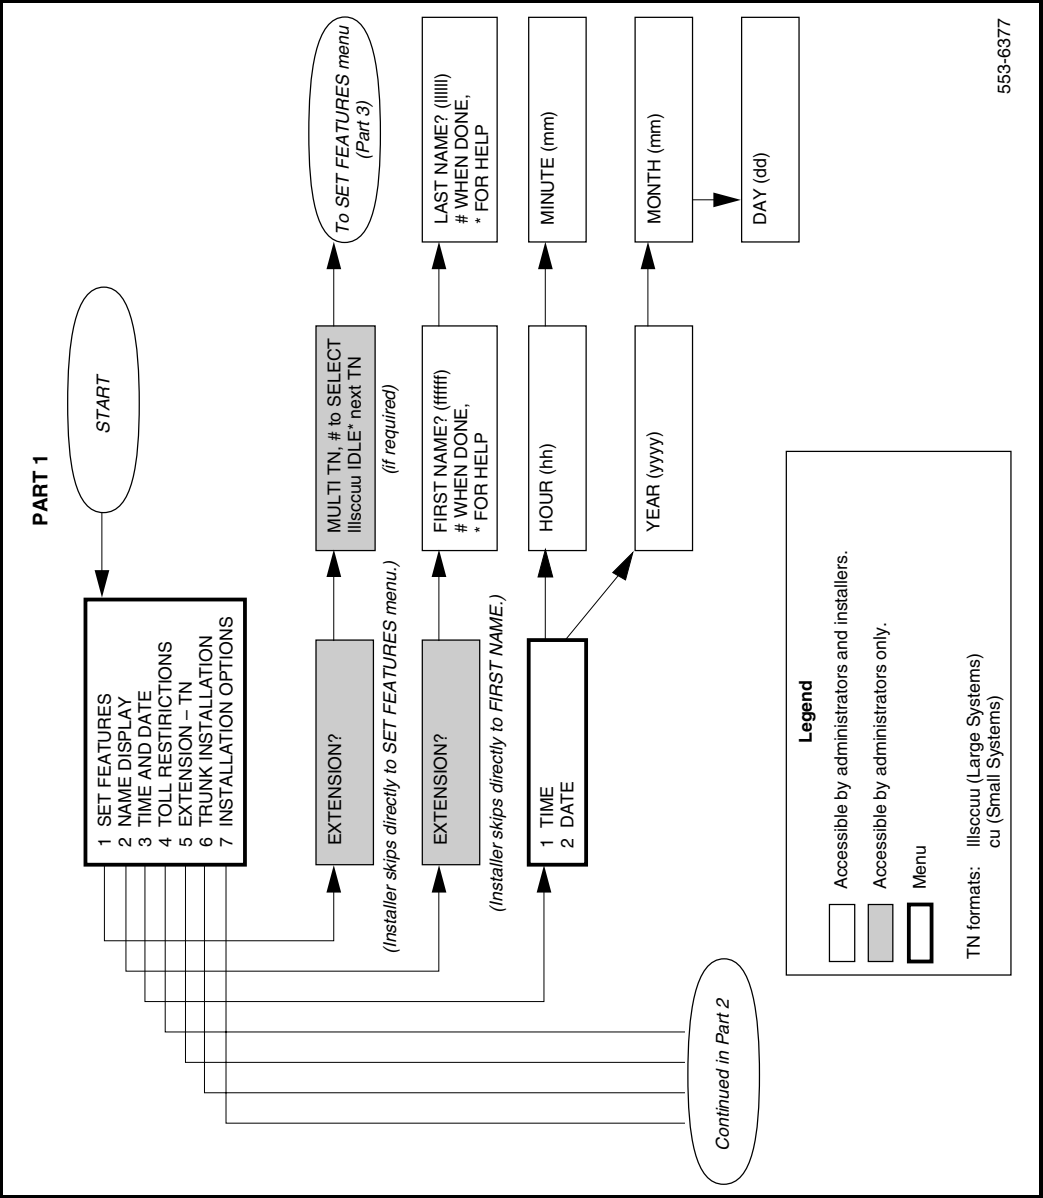 PART 1
START
1 SET FEATURES
2 NAME DISPLAY
3 TIME AND DATE
4 TOLL RESTIRICTIONS
5 EXTENSION – TN
6 TRUNK INSTALLATION
7 INSTALLATION OPTIONS
EXTENSION?
(Installer skips directly to SET FEATURES menu.)
MULTI TN, # to SELECT
lllsccuu IDLE* next TN
(if required)
To SET FEATURES menu
(Part 3)
EXTENSION?
(Installer skips directly to FIRST NAME.)
FIRST NAME? (ffffff)
# WHEN DONE,
* FOR HELP
LAST NAME? (llllll)
# WHEN DONE,
* FOR HELP
1 TIME
2 DATE
HOUR (hh)
MINUTE (mm)
YEAR (yyyy)
MONTH (mm)
DAY (dd)
Continued in Part 2
Legend
Accessible by administrators and installers.
Accessible by administrators only.
Menu
TN formats: lllsccuu (Large Systems)
cu (Small Systems)
553-6377